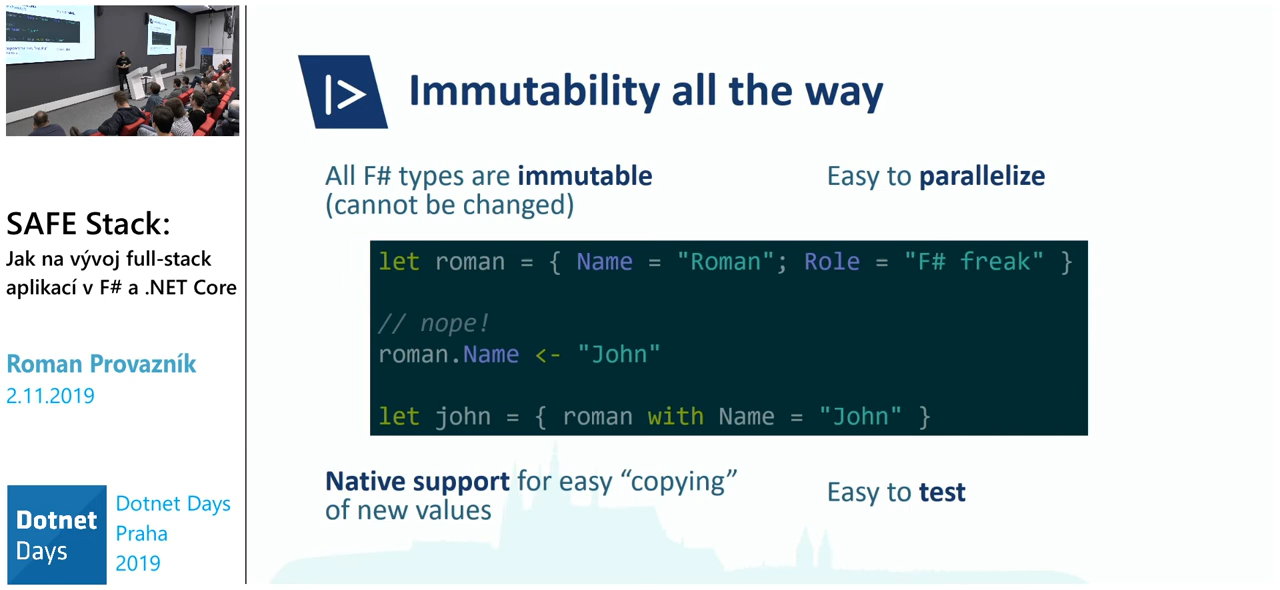 SAFE Stack:
Jak na vývoj full-stack
aplikací v F# a .NET Core
Roman Provazník
2.11.2019
Dotnet
Days
Dotnet Days
Praha
2019
|> Immutability all the way
All F# types are immutable
(cannot be changed)
Easy to parallelize
let roman = { Name = "Roman"; Role = "F# freak" }
// nope!
roman.Name <- "John"
let john = { roman with Name = "John" }
Native support for easy “copying”
of new values
Easy to test